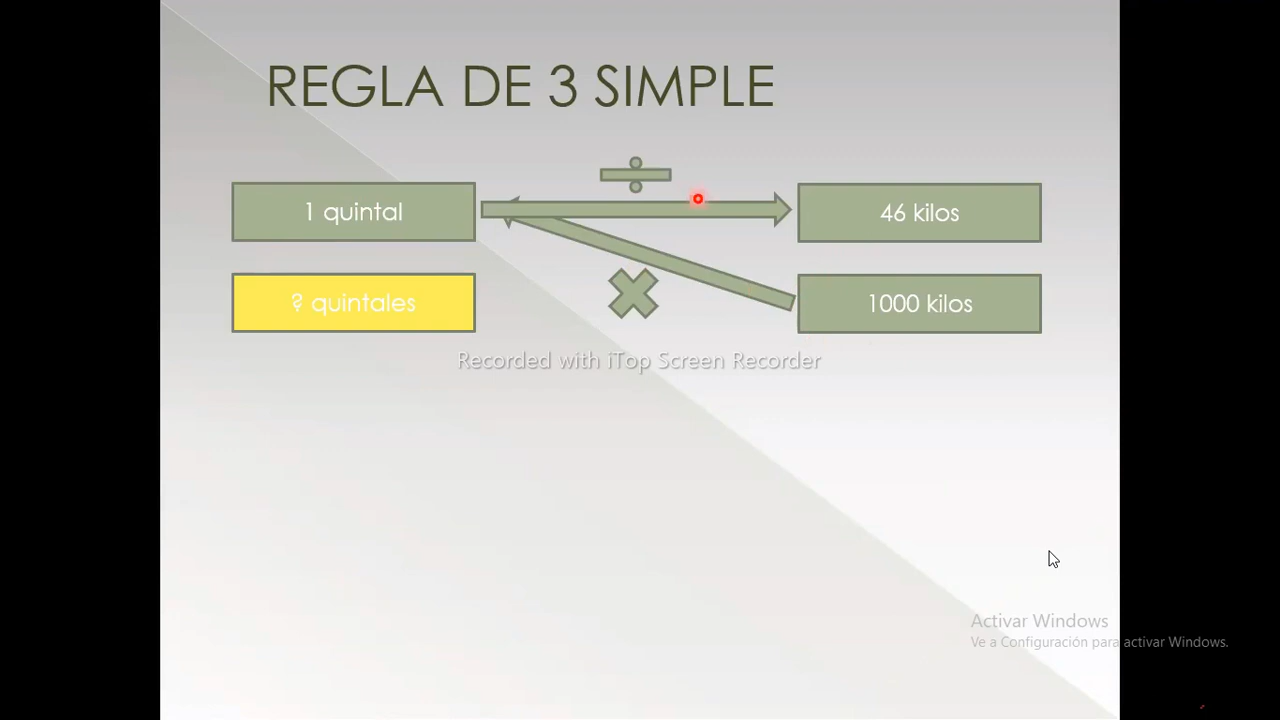 REGLA DE 3 SIMPLE
1 quintal
46 kilos
? quintales
1000 kilos
Recorded with iTop Screen Recorder
Activar Windows
Ve a Configuración para activar Windows.